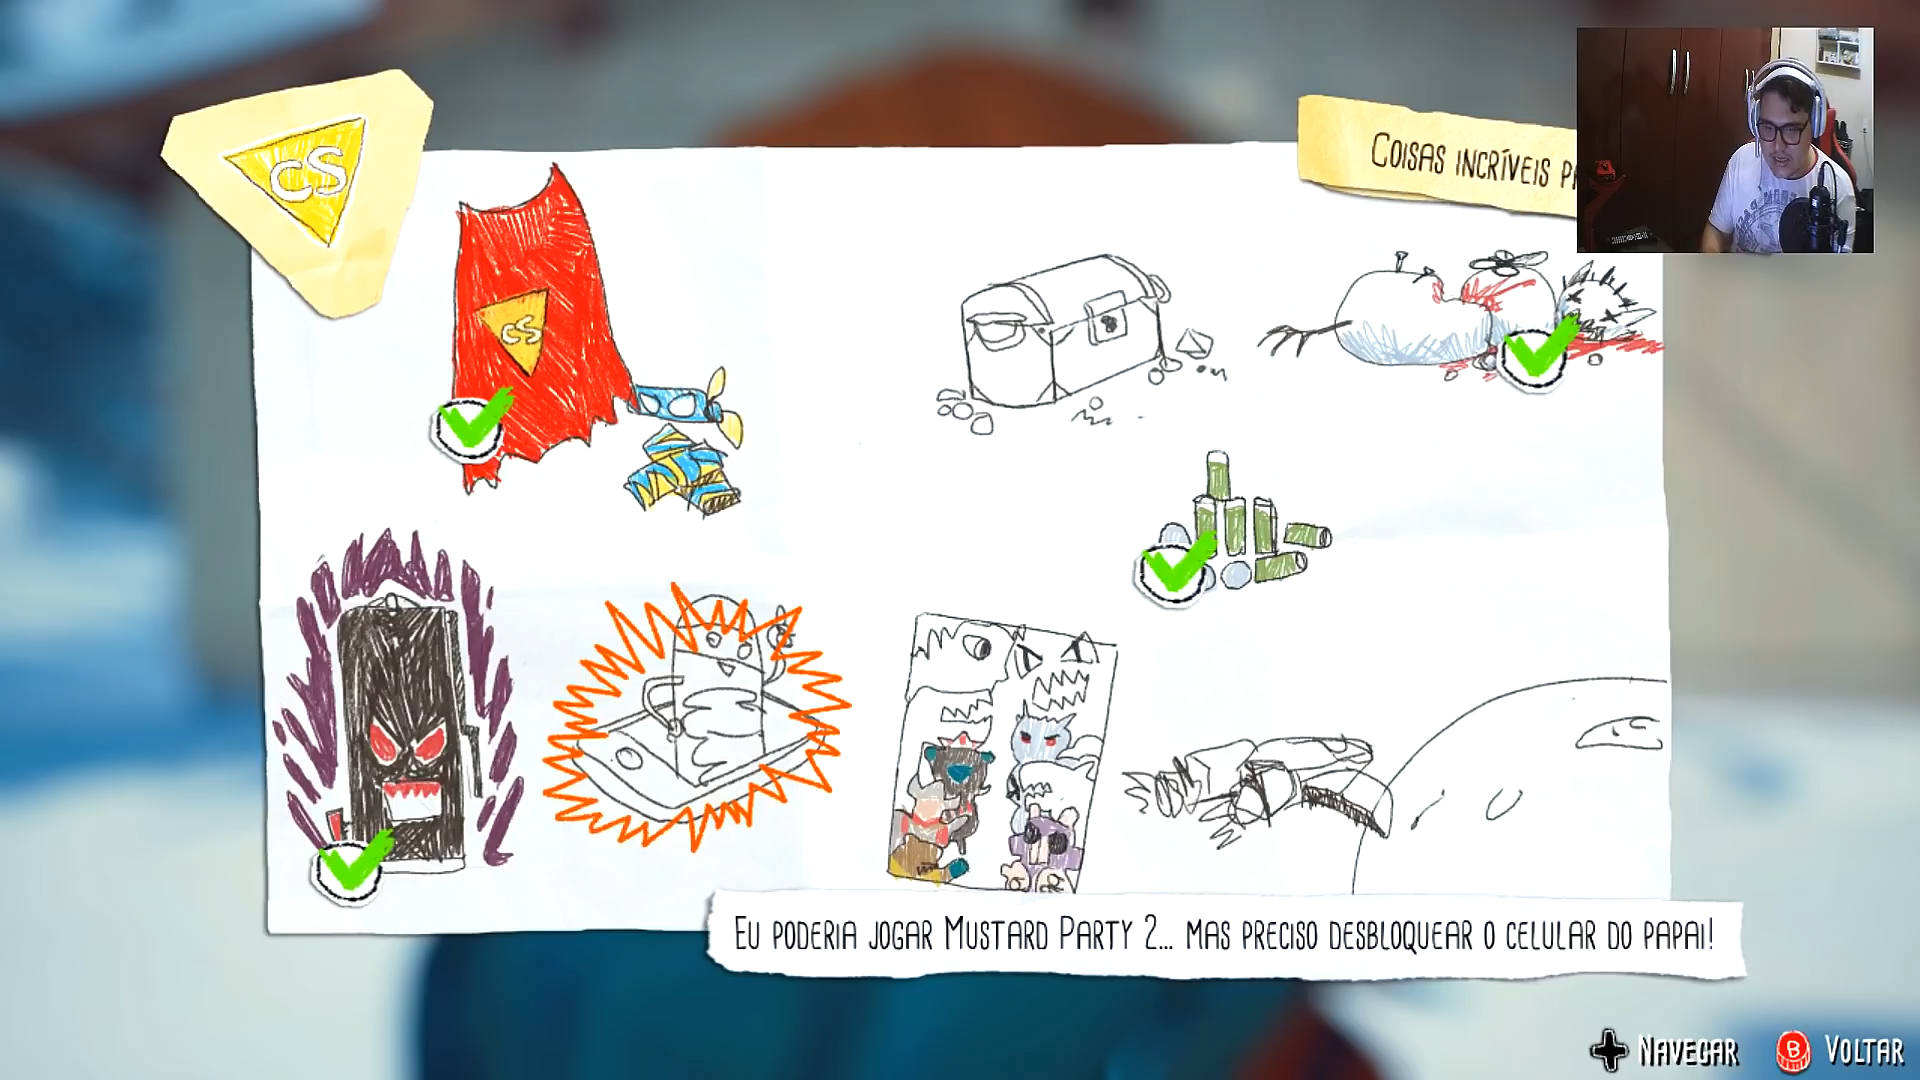 CS
COISAS INCRÍVEIS
CS
EU PODERIA JOGAR MUSTARD PARTY 2... MAS PRECISO DESBLOQUEAR O CELULAR DO PAPAI!
NAVEGAR
B VOLTAR